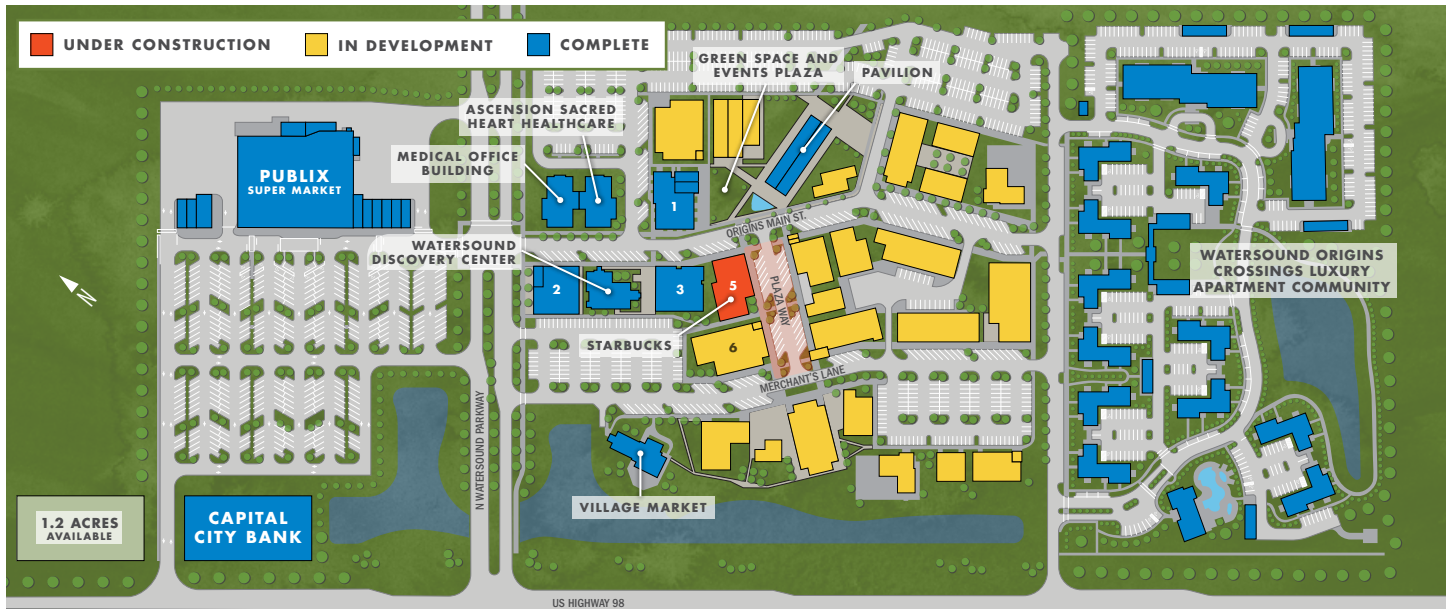 UNDER CONSTRUCTION
IN DEVELOPMENT
COMPLETE
GREEN SPACE AND
EVENTS PLAZA
PAVILION
ASCENSION SACRED
HEART HEALTHCARE
MEDICAL OFFICE
BUILDING
PUBLIX
SUPER MARKET
1
ORIGINS MAIN ST.
WATERSOUND
DISCOVERY CENTER
WATERSOUND ORIGINS
CROSSINGS LUXURY
APARTMENT COMMUNITY
N
2
3
5
PLAZA WAY
STARBUCKS
6
MERCHANT'S LANE
N WATERSOUND PARKWAY
VILLAGE MARKET
1.2 ACRES
AVAILABLE
CAPITAL
CITY BANK
US HIGHWAY 98